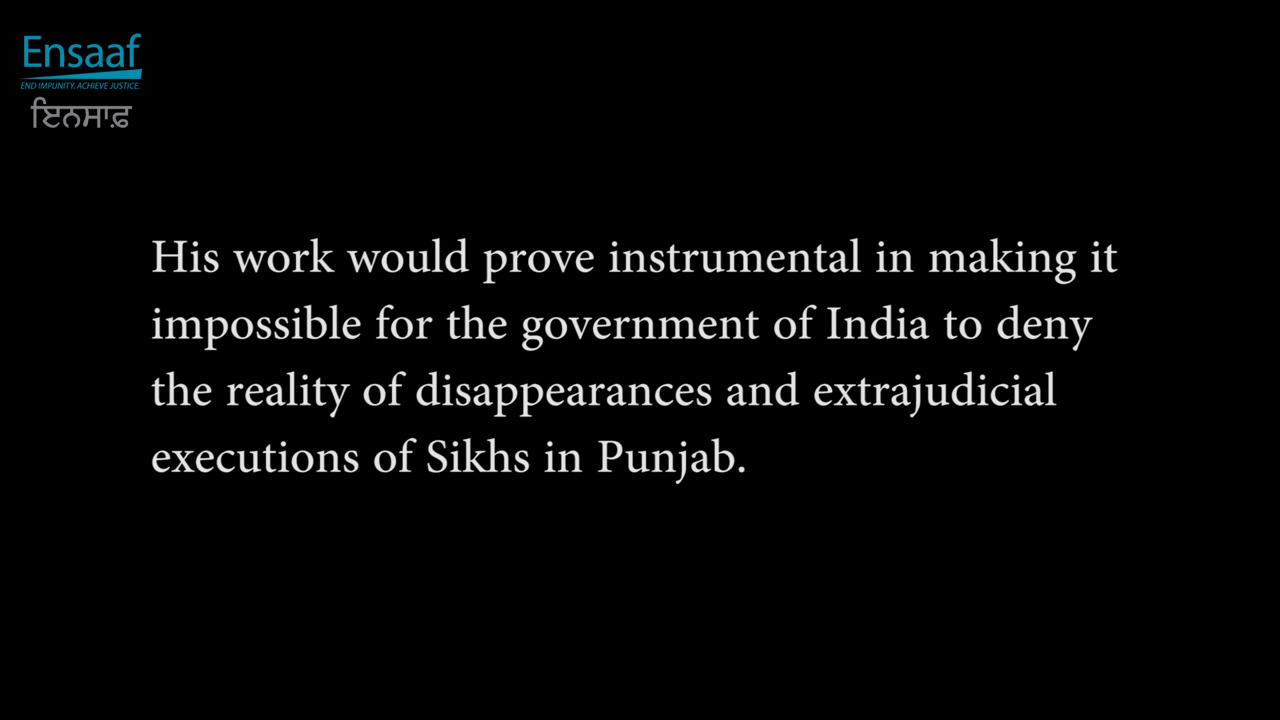 Ensaaf
END IMPUNITY. ACHIEVE JUSTICE.
ਇਨਸਾਫ਼
His work would prove instrumental in making it
impossible for the government of India to deny
the reality of disappearances and extrajudicial
executions of Sikhs in Punjab.